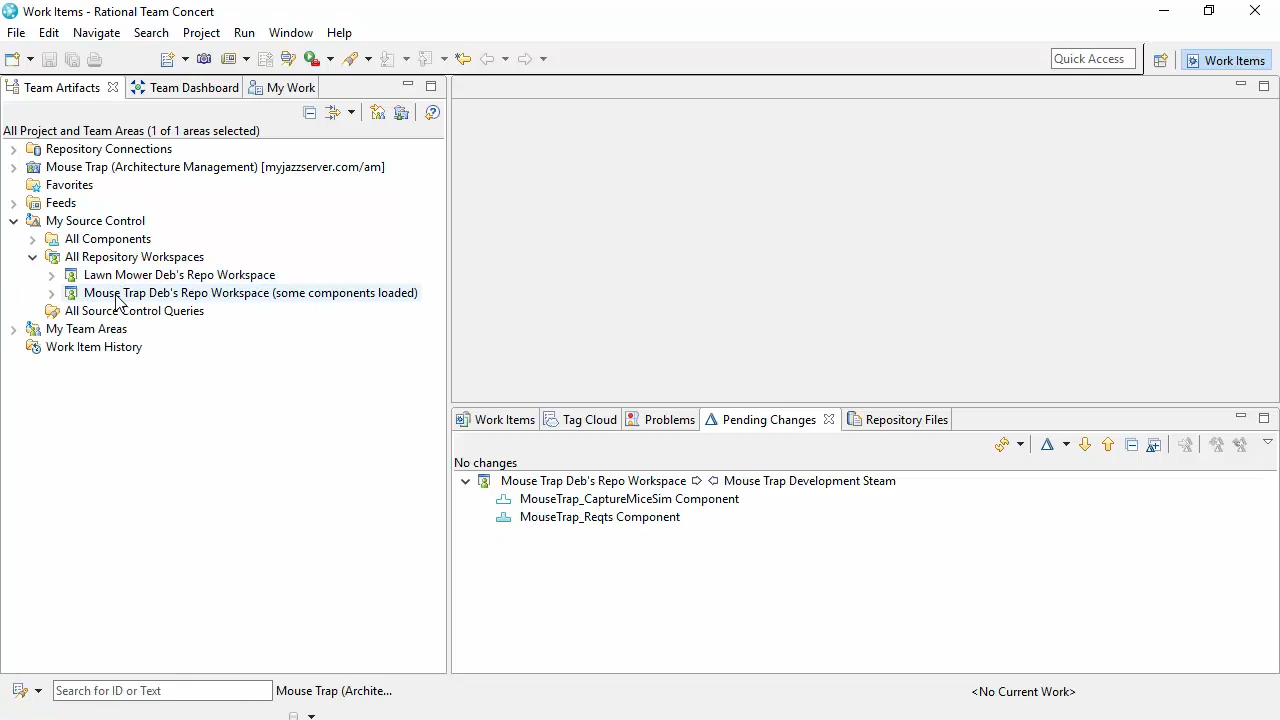 Work Items - Rational Team Concert
File Edit Navigate Search Project Run Window Help
Quick Access
Work Items
Team Artifacts
Team Dashboard
My Work
All Project and Team Areas (1 of 1 areas selected)
Repository Connections
Mouse Trap (Architecture Management) [myjazzserver.com/am]
Favorites
Feeds
My Source Control
All Components
All Repository Workspaces
Lawn Mower Deb's Repo Workspace
Mouse Trap Deb's Repo Workspace (some components loaded)
All Source Control Queries
My Team Areas
Work Item History
Work Items
Tag Cloud
Problems
Pending Changes
Repository Files
No changes
Mouse Trap Deb's Repo Workspace Mouse Trap Development Steam
MouseTrap_CaptureMiceSim Component
MouseTrap_Reqts Component
Search for ID or Text
Mouse Trap (Archite...
<No Current Work>